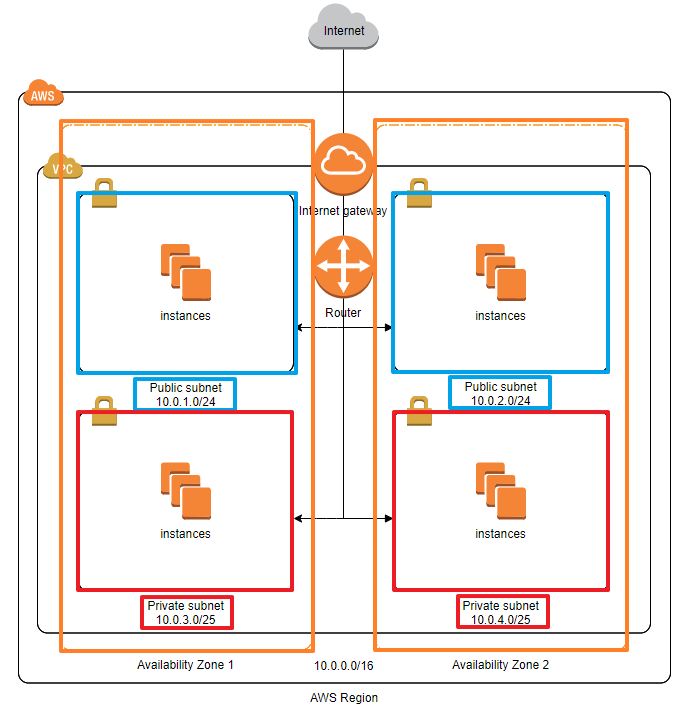 Internet
AWS
VPC
Internet gateway
Router
instances
instances
Public subnet
10.0.1.0/24
Public subnet
10.0.2.0/24
instances
instances
Private subnet
10.0.3.0/25
Private subnet
10.0.4.0/25
Availability Zone 1
10.0.0.0/16
Availability Zone 2
AWS Region